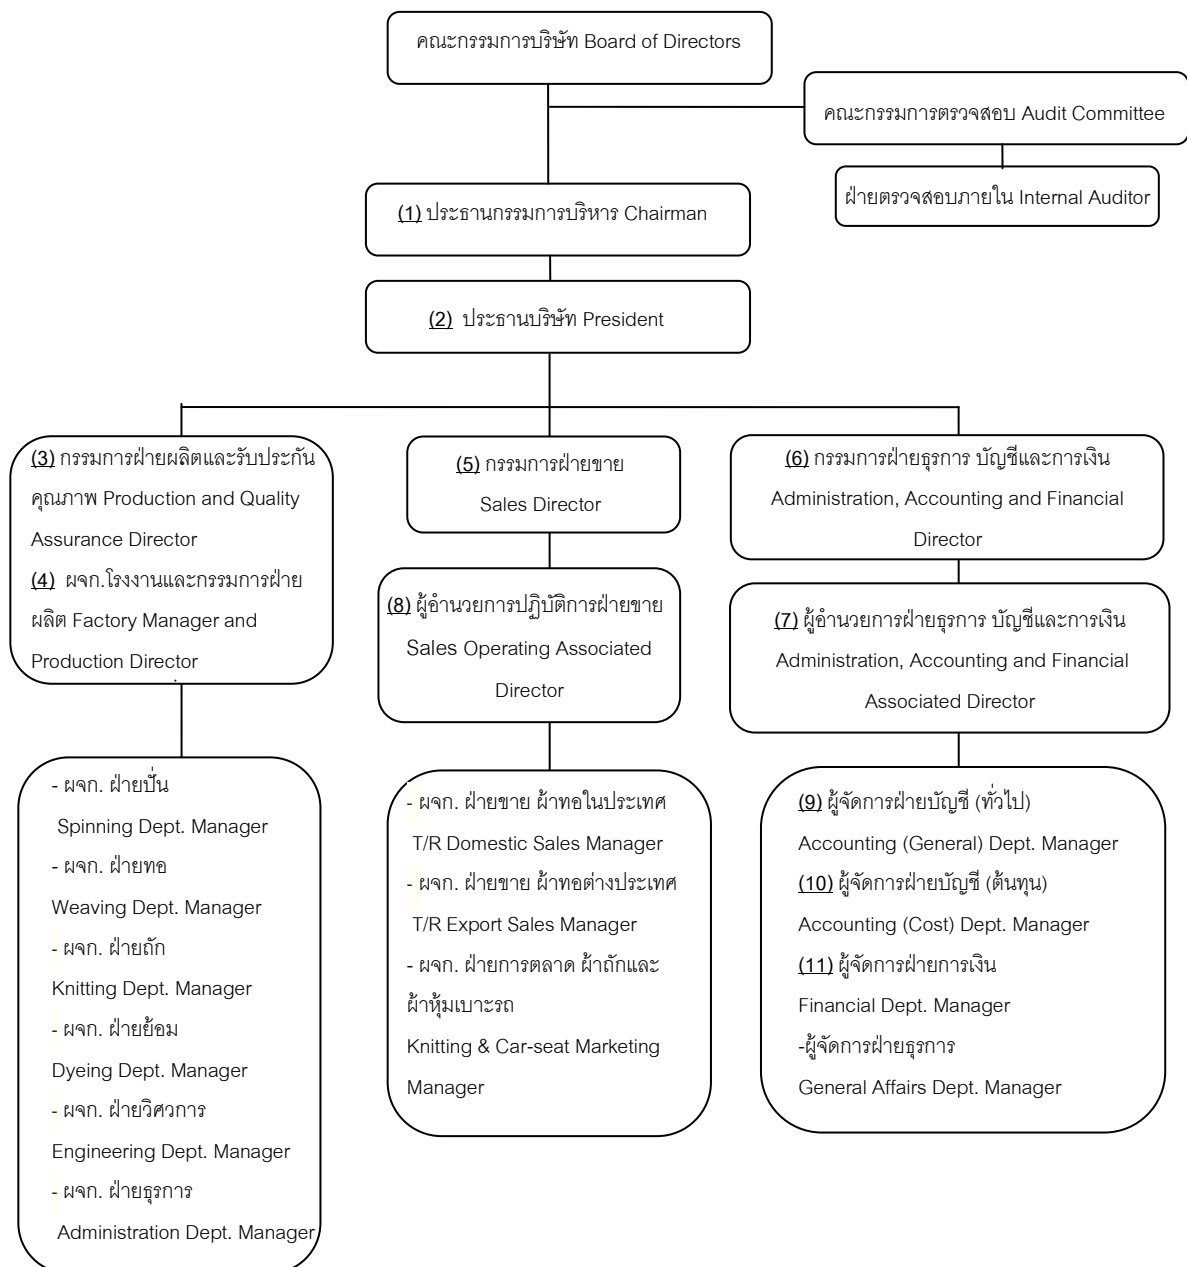 คณะกรรมการบริษัท Board of Directors
คณะกรรมการตรวจสอบ Audit Committee
ฝ่ายตรวจสอบภายใน Internal Auditor
(1) ประธานกรรมการบริหาร Chairman
(2) ประธานบริษัท President
(3) กรรมการฝ่ายผลิตและรับประกัน
คุณภาพ Production and Quality
Assurance Director
(4) ผจก.โรงงานและกรรมการฝ่าย
ผลิต Factory Manager and
Production Director
(5) กรรมการฝ่ายขาย
Sales Director
(6) กรรมการฝ่ายธุรการ บัญชีและการเงิน
Administration, Accounting and Financial
Director
(8) ผู้อำนวยการปฏิบัติการฝ่ายขาย
Sales Operating Associated
Director
(7) ผู้อำนวยการฝ่ายธุรการ บัญชีและการเงิน
Administration, Accounting and Financial
Associated Director
- ผจก. ฝ่ายปั่น
Spinning Dept. Manager
- ผจก. ฝ่ายทอ
Weaving Dept. Manager
- ผจก. ฝ่ายถัก
Knitting Dept. Manager
- ผจก. ฝ่ายย้อม
Dyeing Dept. Manager
- ผจก. ฝ่ายวิศวการ
Engineering Dept. Manager
- ผจก. ฝ่ายธุรการ
Administration Dept. Manager
- ผจก. ฝ่ายขาย ผ้าทอในประเทศ
T/R Domestic Sales Manager
- ผจก. ฝ่ายขาย ผ้าทอต่างประเทศ
T/R Export Sales Manager
- ผจก. ฝ่ายการตลาด ผ้าถักและ
ผ้าหุ้มเบาะรถ
Knitting & Car-seat Marketing
Manager
(9) ผู้จัดการฝ่ายบัญชี (ทั่วไป)
Accounting (General) Dept. Manager
(10) ผู้จัดการฝ่ายบัญชี (ต้นทุน)
Accounting (Cost) Dept. Manager
(11) ผู้จัดการฝ่ายการเงิน
Financial Dept. Manager
-ผู้จัดการฝ่ายธุรการ
General Affairs Dept. Manager